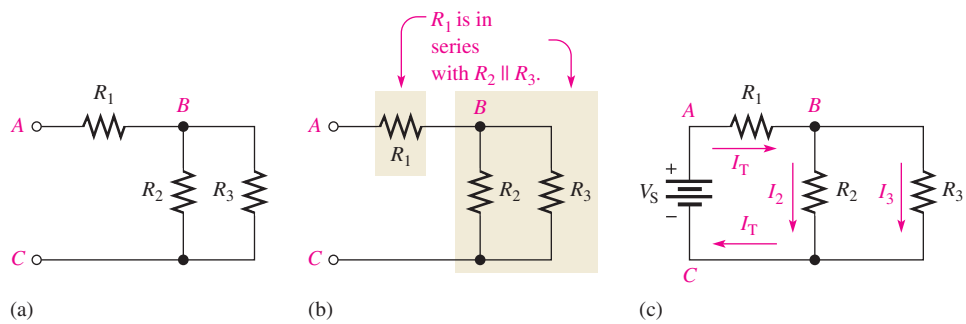 R1 is in
series
with R2 || R3.
A
R1
B
R2
R3
C
(a)
A
R1
B
R2
R3
C
(b)
A
R1
B
IT
+
VS
−
I2
R2
I3
R3
IT
C
(c)